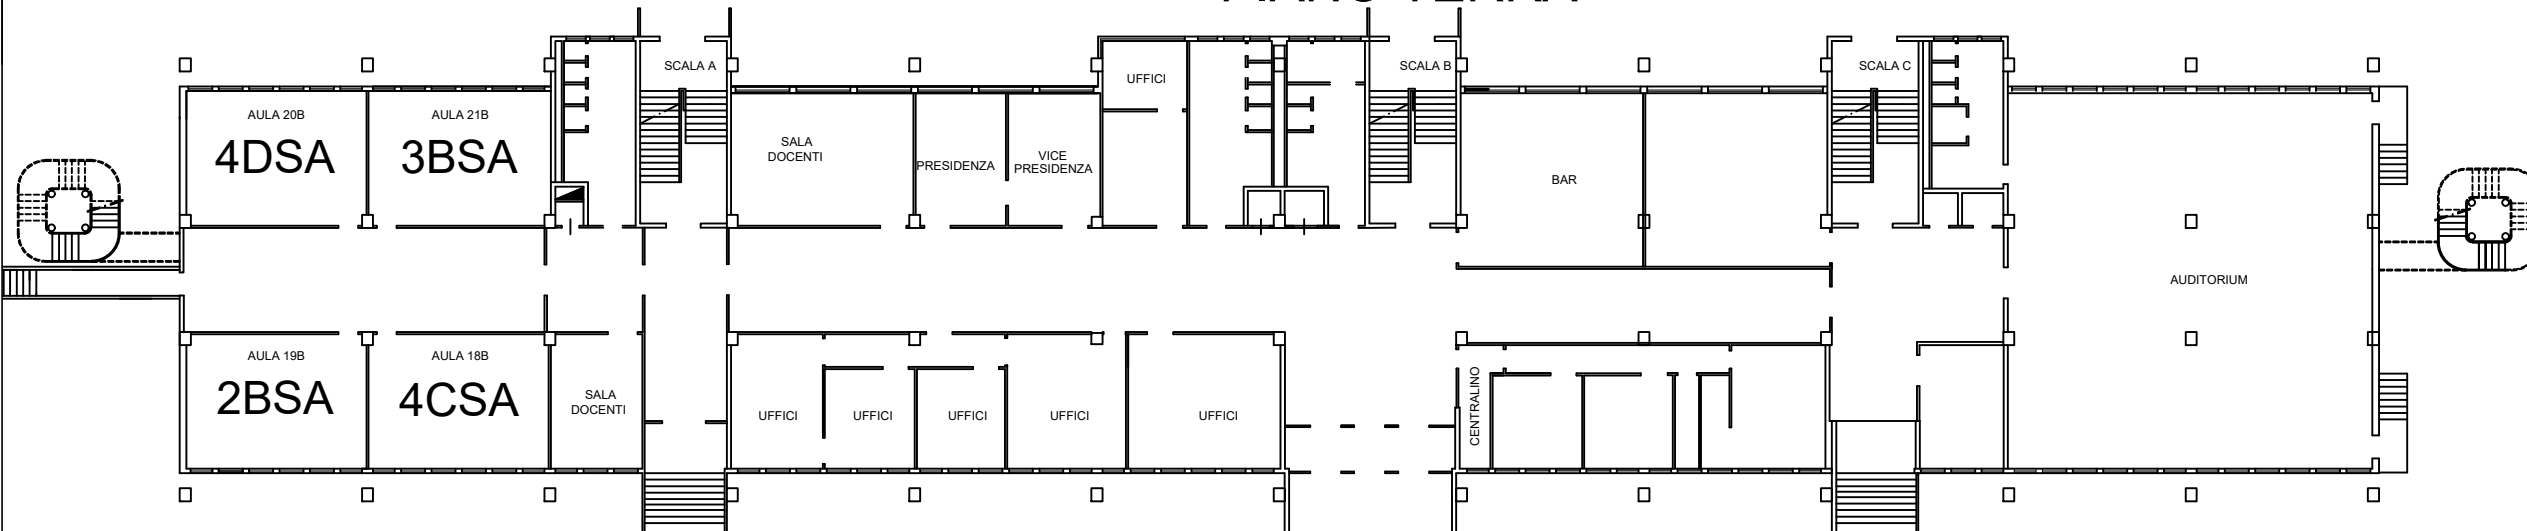 SCALA A
SCALA B
SCALA C
UFFICI
AULA 20B
4DSA
AULA 21B
3BSA
SALA
DOCENTI
PRESIDENZA
VICE
PRESIDENZA
BAR
AUDITORIUM
AULA 19B
2BSA
AULA 18B
4CSA
SALA
DOCENTI
UFFICI
UFFICI
UFFICI
UFFICI
UFFICI
CENTRALINO